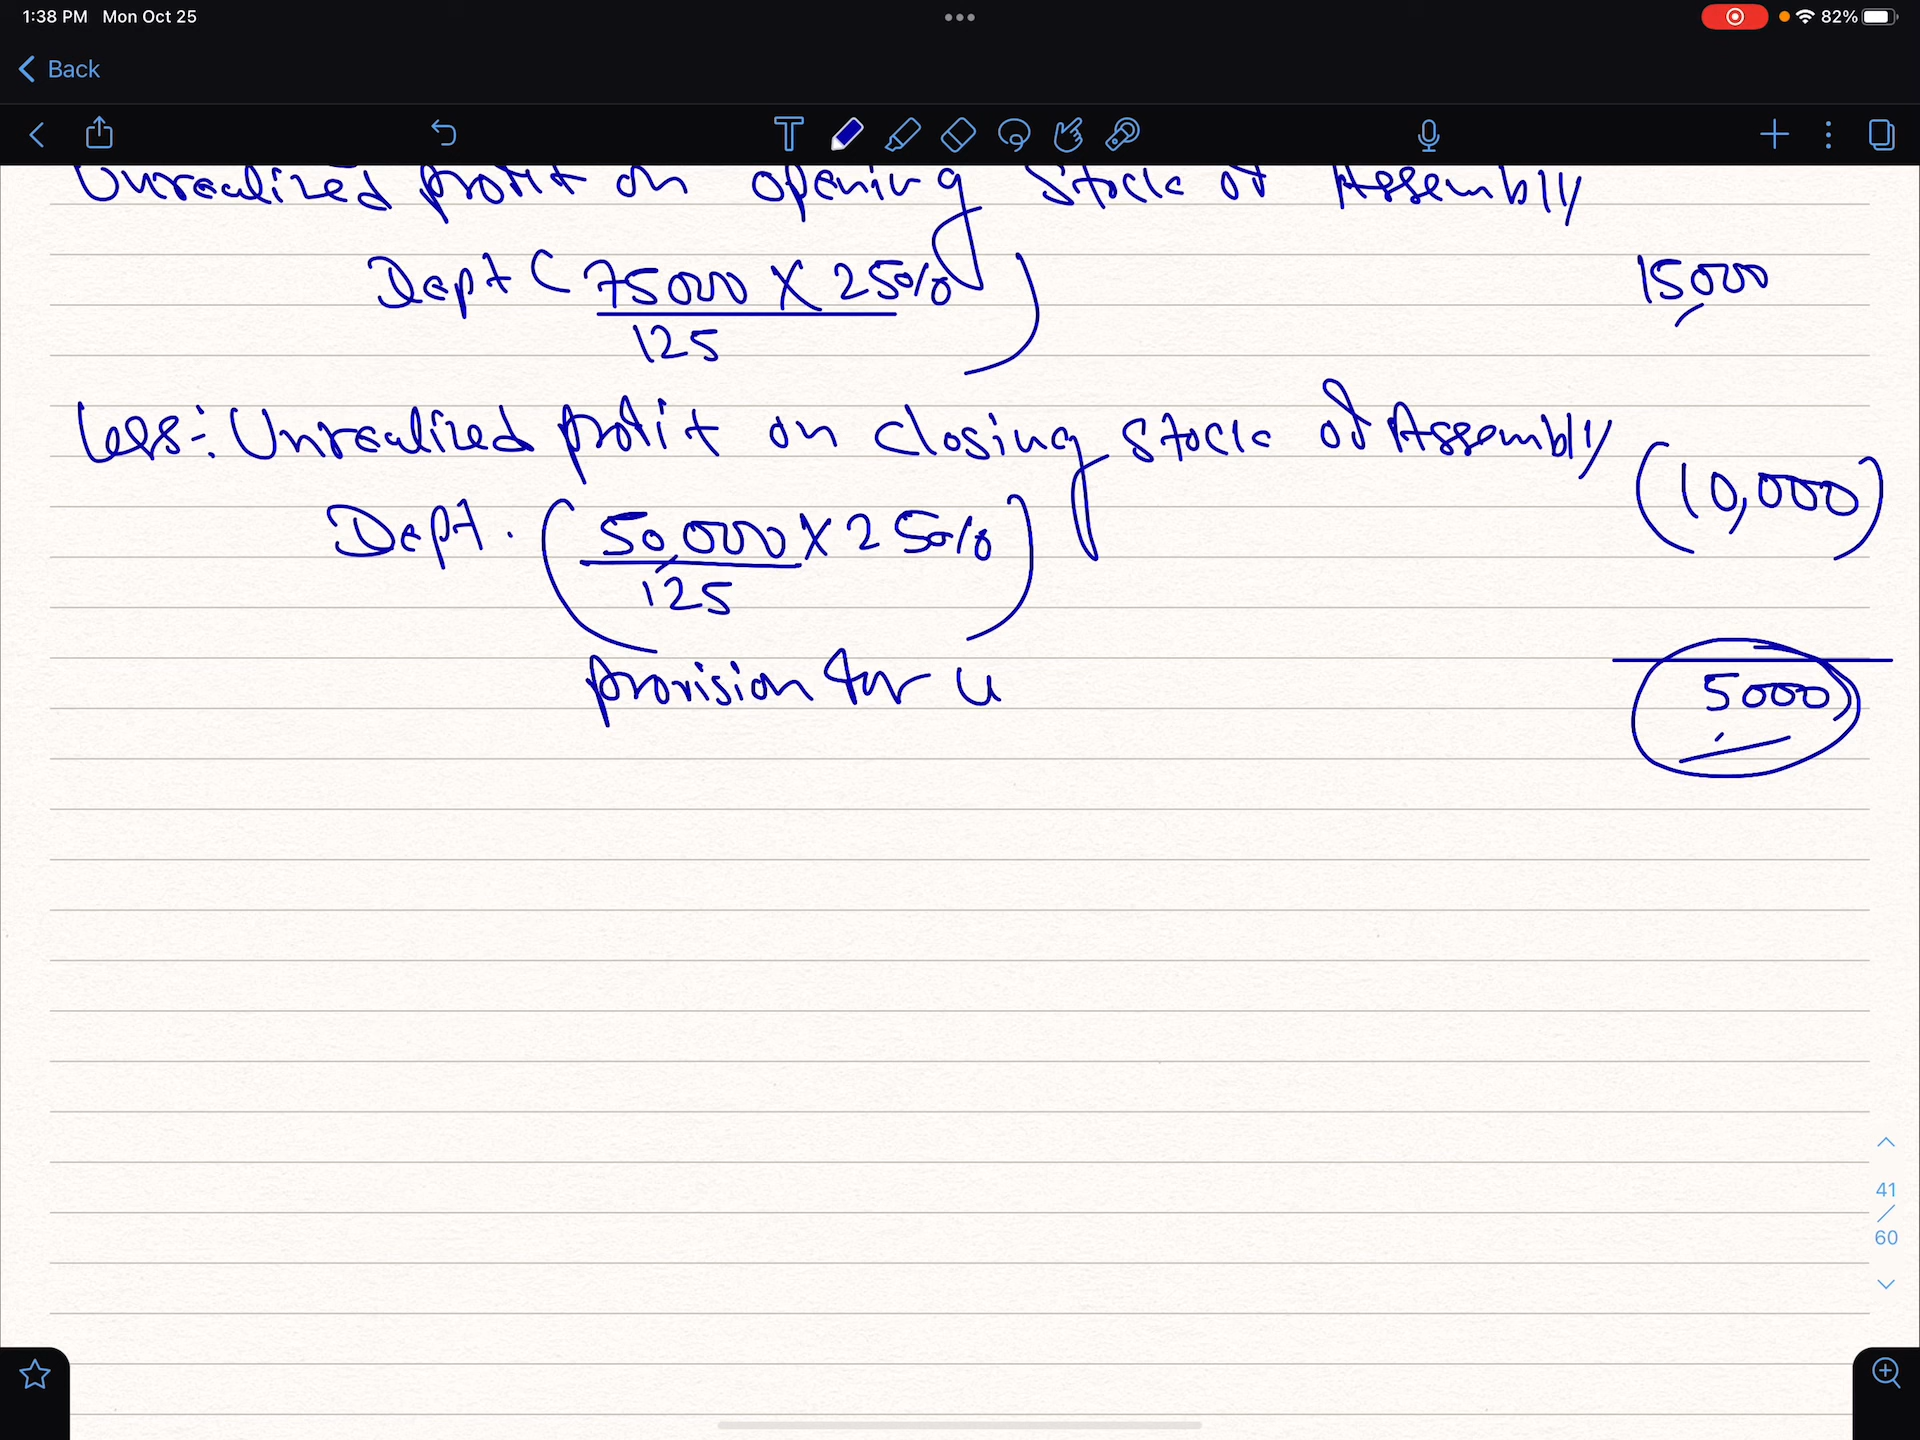 1:38 PM Mon Oct 25
82%
Back
Unrealized profit on opening Stock of Assembly
Dept ( 75000 X 25% )
125
15,000
Less:- Unrealized profit on closing Stock of Assembly
Dept. ( 50,000 X 25% )
125
(10,000)
provision for u
5000
41
/
60